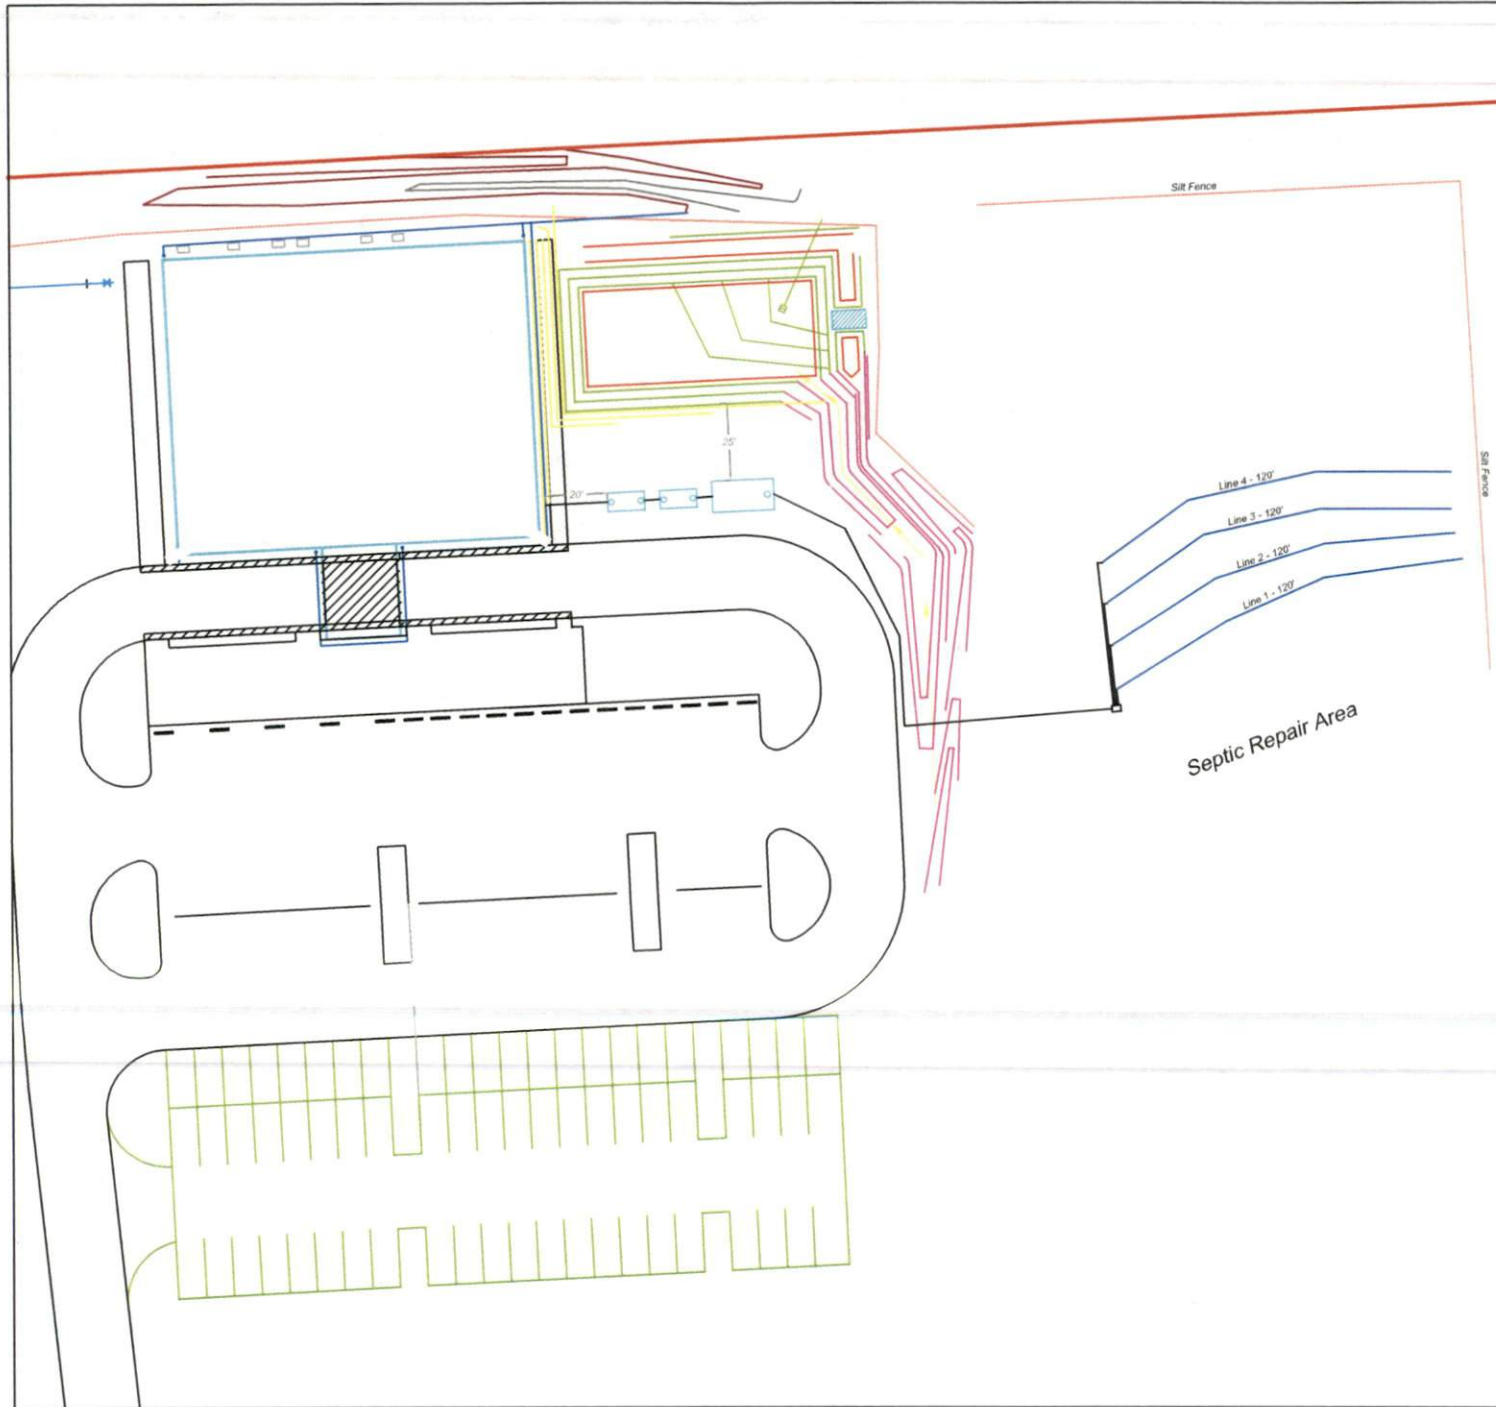 Silt Fence
Silt Fence
25'
20'
Line 4 - 120'
Line 3 - 120'
Line 2 - 120'
Line 1 - 120'
Septic Repair Area